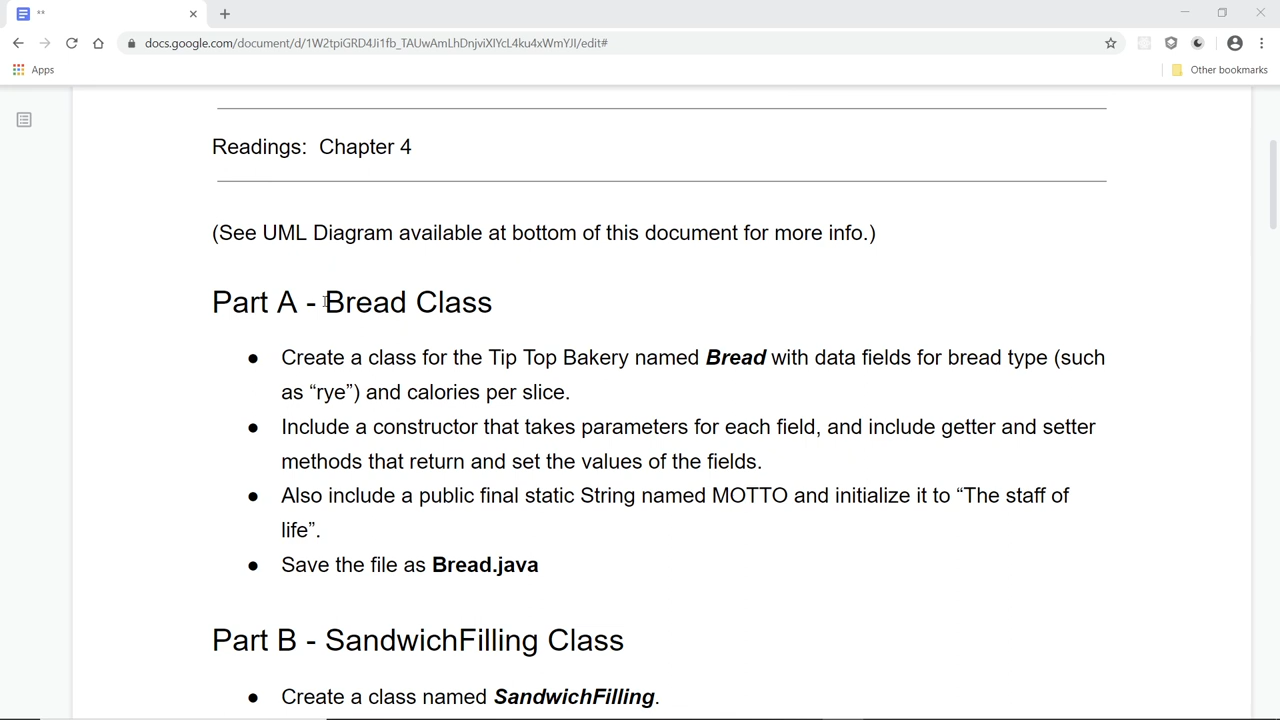 **
docs.google.com/document/d/1W2tpiGRD4Ji1fb_TAUwAmLhDnjviXIYcL4ku4xWmYJI/edit#
Apps
Other bookmarks
Readings: Chapter 4
(See UML Diagram available at bottom of this document for more info.)
Part A - Bread Class
● Create a class for the Tip Top Bakery named Bread with data fields for bread type (such
as “rye”) and calories per slice.
● Include a constructor that takes parameters for each field, and include getter and setter
methods that return and set the values of the fields.
● Also include a public final static String named MOTTO and initialize it to “The staff of
life”.
● Save the file as Bread.java
Part B - SandwichFilling Class
● Create a class named SandwichFilling.